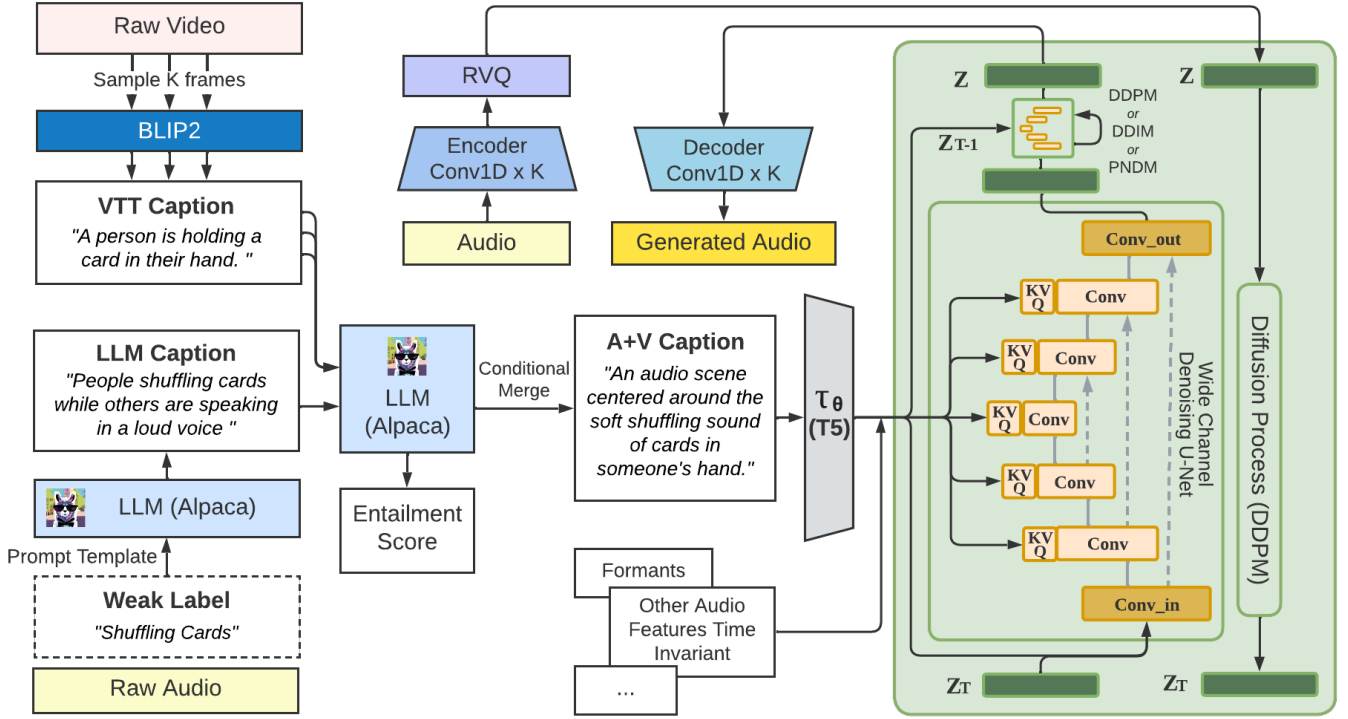 Raw Video
Sample K frames
BLIP2
VTT Caption
"A person is holding a
card in their hand. "
LLM Caption
"People shuffling cards
while others are speaking
in a loud voice "
LLM (Alpaca)
Prompt Template
Weak Label
"Shuffling Cards"
Raw Audio
RVQ
Encoder
Conv1D x K
Audio
Decoder
Conv1D x K
Generated Audio
LLM
(Alpaca)
Entailment
Score
Conditional
Merge
A+V Caption
"An audio scene
centered around the
soft shuffling sound
of cards in
someone's hand."
τθ
(T5)
Formants
Other Audio
Features Time
Invariant
...
Z
Z
DDPM
or
DDIM
or
PNDM
ZT-1
Conv_out
KV
Q
Conv
KV
Q
Conv
KV
Q
Conv
KV
Q
Conv
KV
Q
Conv
Conv_in
Wide Channel
Denoising U-Net
Diffusion Process (DDPM)
ZT
ZT